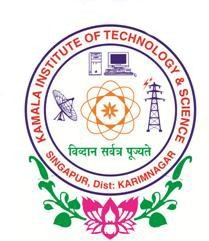 KAMALA INSTITUTE OF TECHNOLOGY & SCIENCE
विव्दान सर्वत्र पूज्यते
SINGAPUR, Dist: KARIMNAGAR